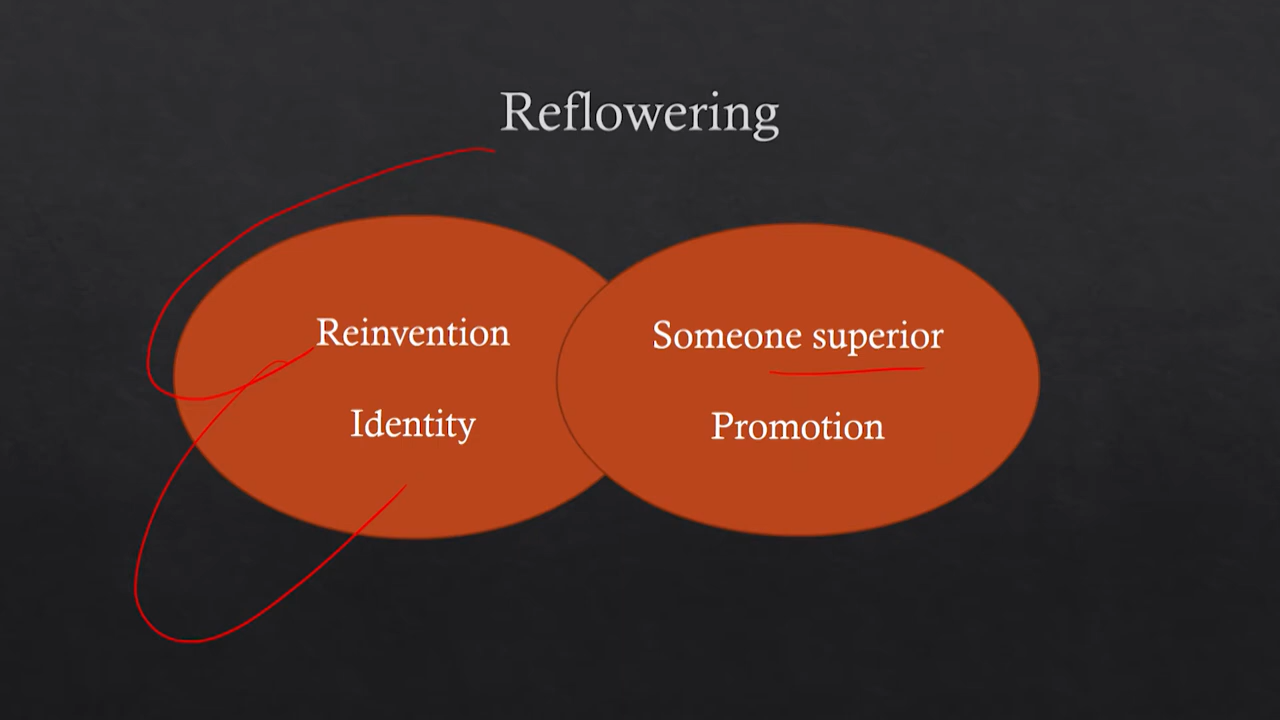 Reflowering
Reinvention
Identity
Someone superior
Promotion